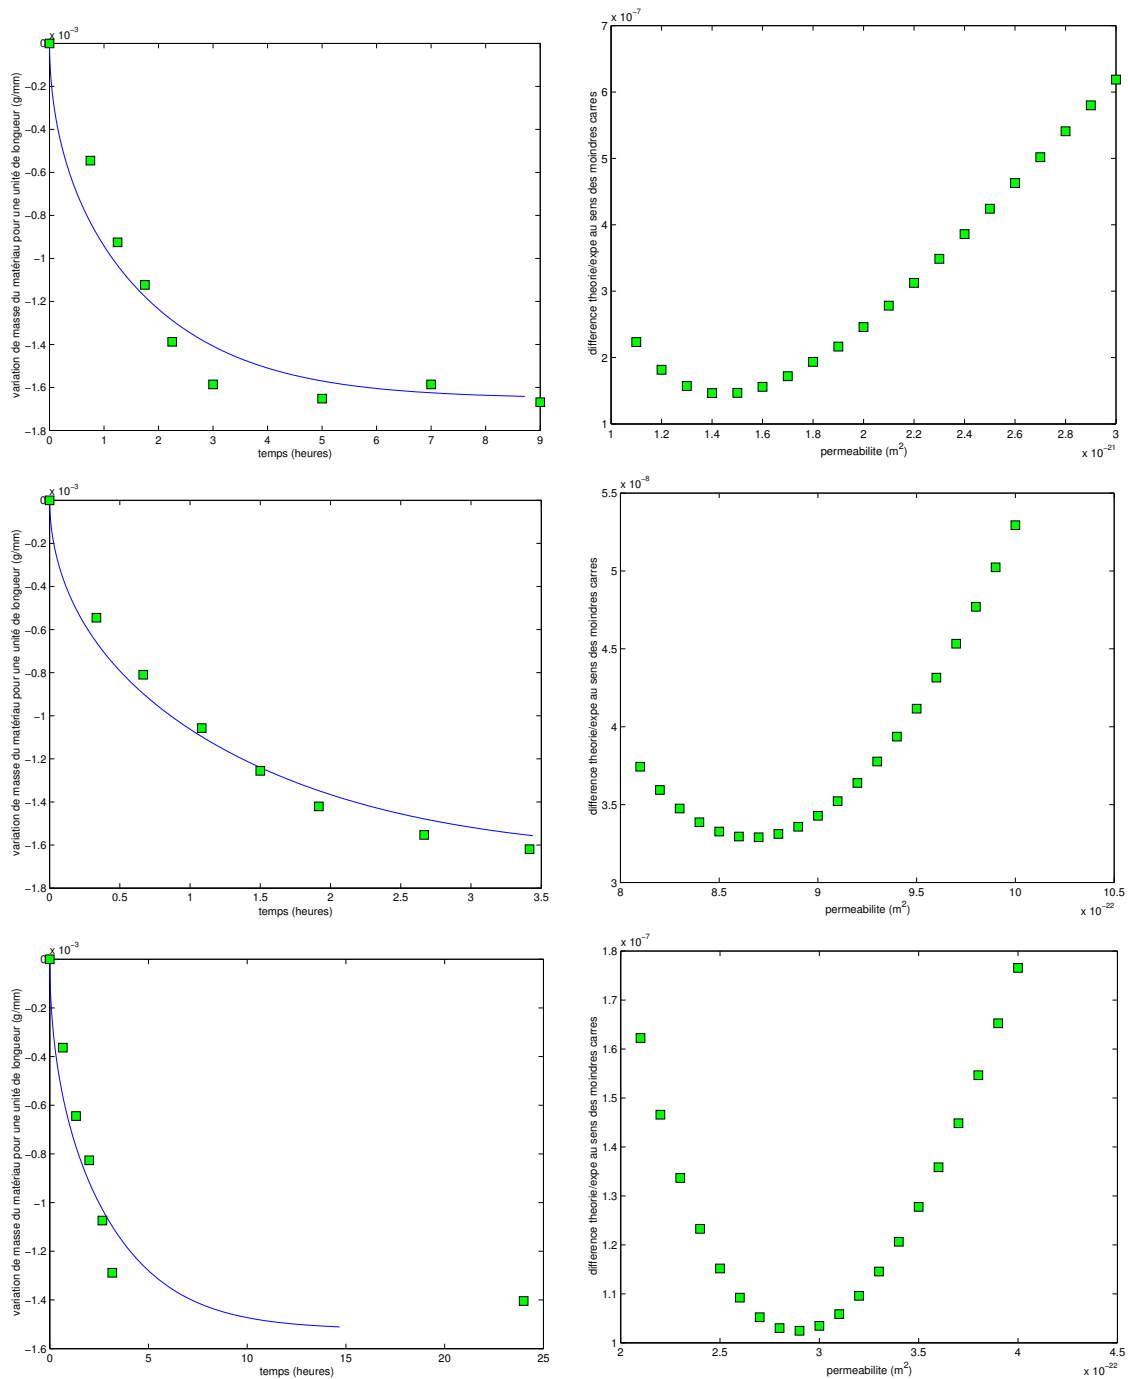 x 10−3
0
−0.2
−0.4
−0.6
−0.8
−1
−1.2
−1.4
−1.6
−1.8
0 1 2 3 4 5 6 7 8 9
temps (heures)
variation de masse du matériau pour une unité de longueur (g/mm)
x 10−7
7
6
5
4
3
2
1
1 1.2 1.4 1.6 1.8 2 2.2 2.4 2.6 2.8 3
permeabilite (m2)
x 10−21
difference theorie/expe au sens des moindres carres
x 10−3
0
−0.2
−0.4
−0.6
−0.8
−1
−1.2
−1.4
−1.6
−1.8
0 0.5 1 1.5 2 2.5 3 3.5
temps (heures)
variation de masse du matériau pour une unité de longueur (g/mm)
x 10−8
5.5
5
4.5
4
3.5
3
8 8.5 9 9.5 10 10.5
permeabilite (m2)
x 10−22
difference theorie/expe au sens des moindres carres
x 10−3
0
−0.2
−0.4
−0.6
−0.8
−1
−1.2
−1.4
−1.6
0 5 10 15 20 25
temps (heures)
variation de masse du matériau pour une unité de longueur (g/mm)
x 10−7
1.8
1.7
1.6
1.5
1.4
1.3
1.2
1.1
1
2 2.5 3 3.5 4 4.5
permeabilite (m2)
x 10−22
difference theorie/expe au sens des moindres carres